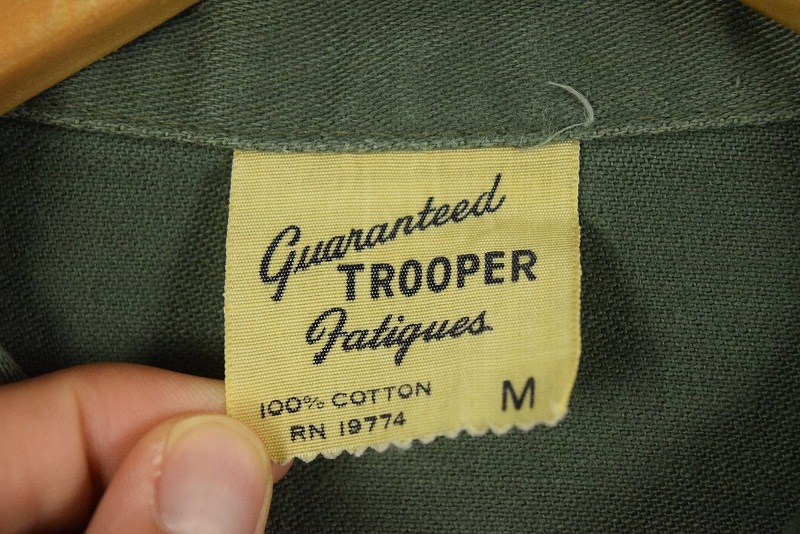 Guaranteed
TROOPER
Fatigues
100% COTTON
RN 19774
M